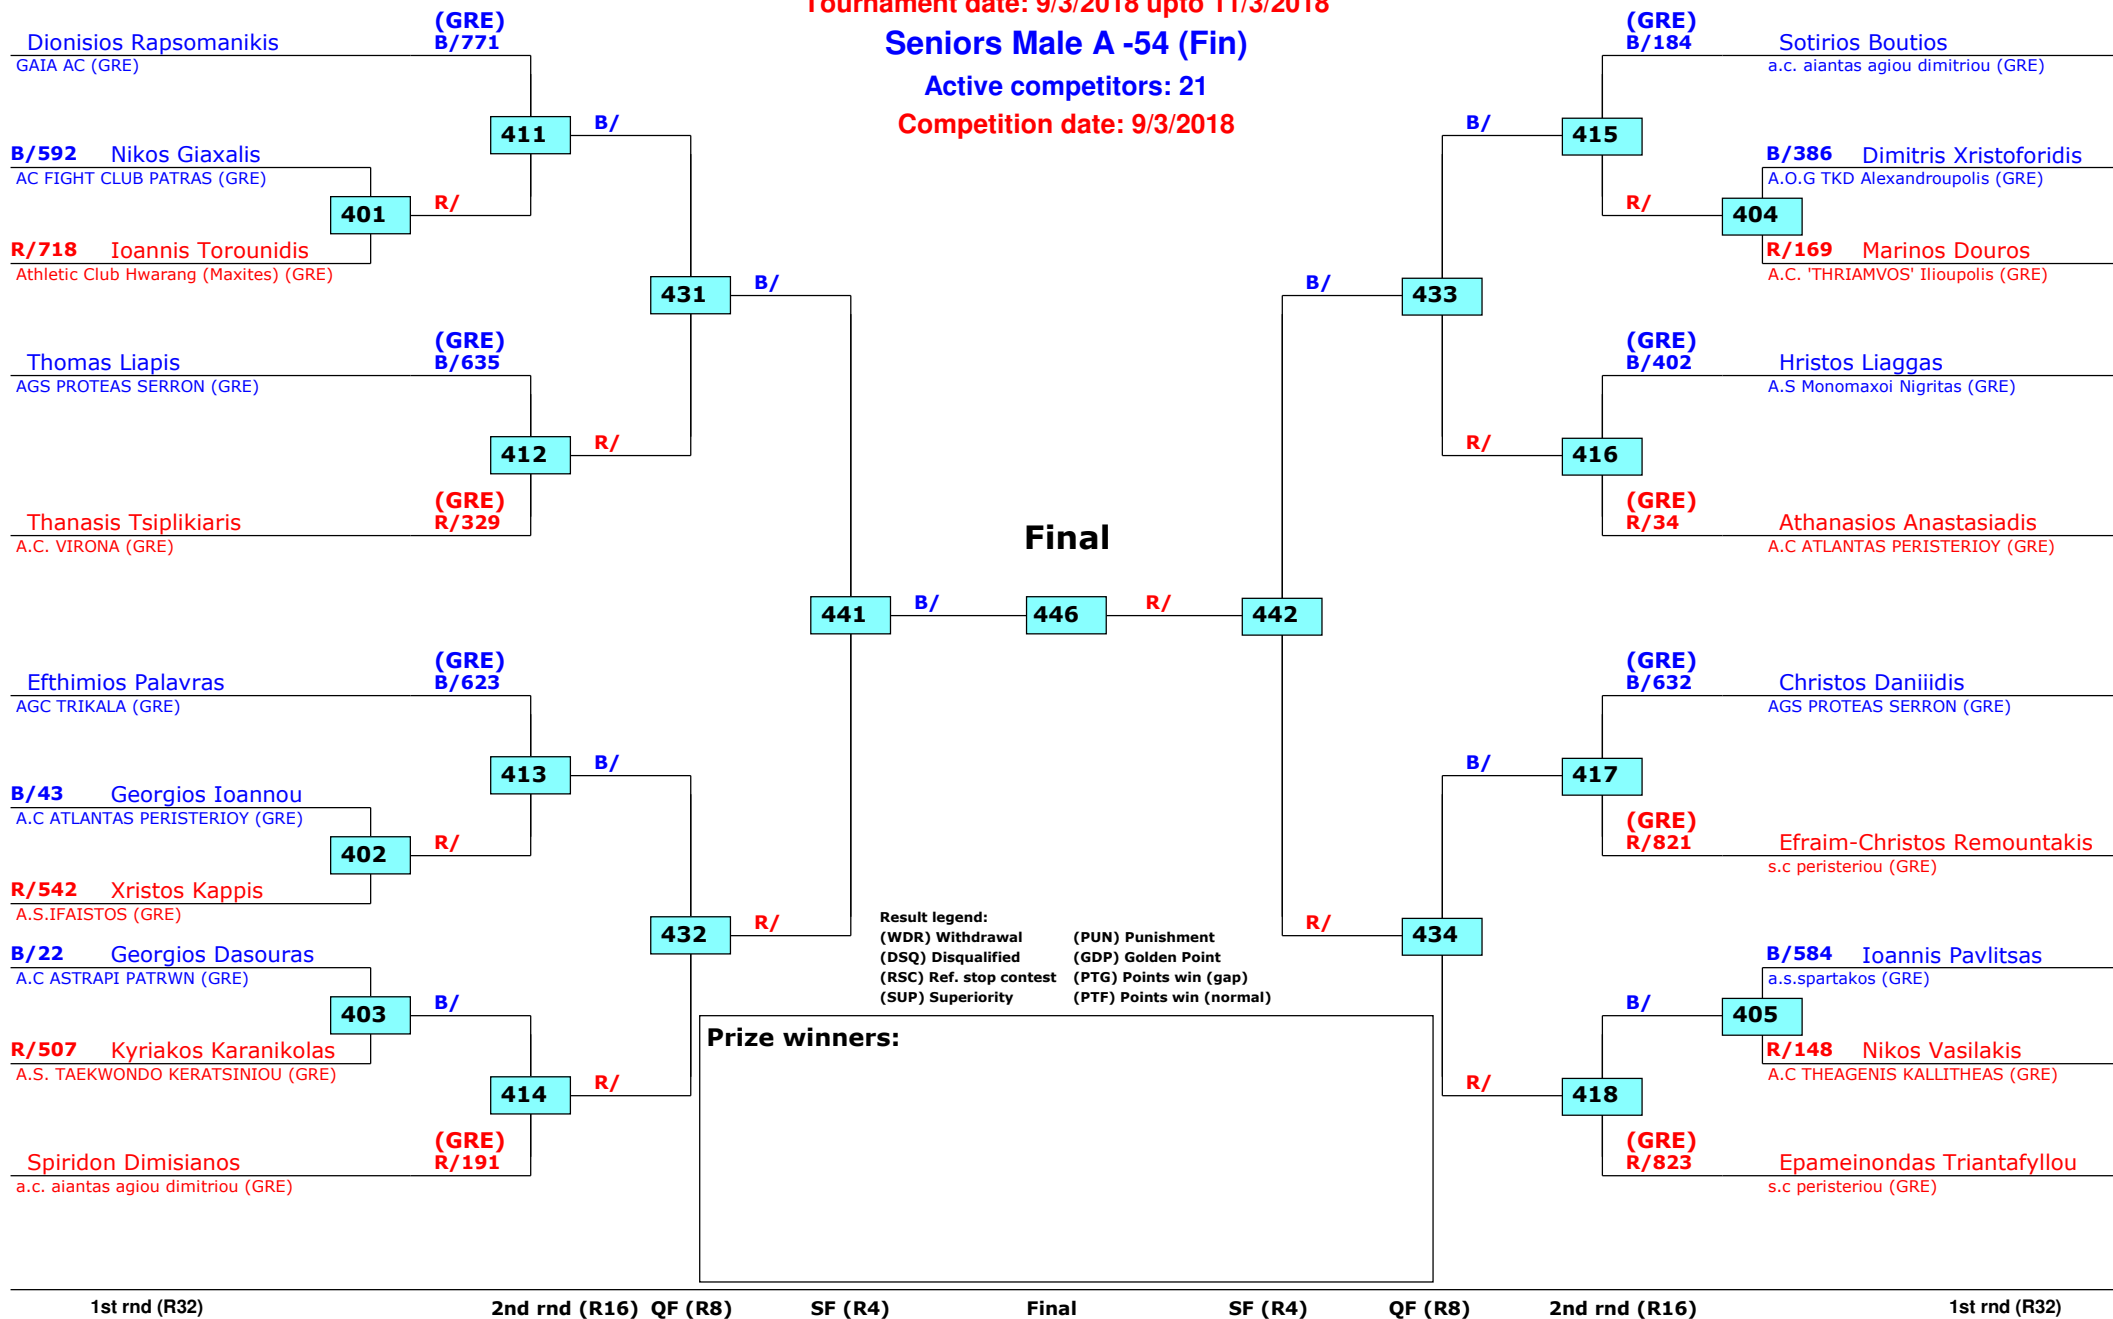 Tournament date: 9/3/2018 upto 11/3/2018
Seniors Male A -54 (Fin)
Active competitors: 21
Competition date: 9/3/2018
(GRE)
Dionisios Rapsomanikis B/771
GAIA AC (GRE)
411 B/
B/592 Nikos Giaxalis
AC FIGHT CLUB PATRAS (GRE)
401 R/
R/718 Ioannis Torounidis
Athletic Club Hwarang (Maxites) (GRE)
431 B/
(GRE)
Thomas Liapis B/635
AGS PROTEAS SERRON (GRE)
412 R/
(GRE)
Thanasis Tsiplikiaris R/329
A.C. VIRONA (GRE)
441 B/
(GRE)
Efthimios Palavras B/623
AGC TRIKALA (GRE)
413 B/
B/43 Georgios Ioannou
A.C ATLANTAS PERISTERIOY (GRE)
402 R/
R/542 Xristos Kappis
A.S.IFAISTOS (GRE)
432 R/
B/22 Georgios Dasouras
A.C ASTRAPI PATRWN (GRE)
403 B/
R/507 Kyriakos Karanikolas
A.S. TAEKWONDO KERATSINIOU (GRE)
414 R/
(GRE)
Spiridon Dimisianos R/191
a.c. aiantas agiou dimitriou (GRE)
Final
446
(GRE)
B/184 Sotirios Boutios
a.c. aiantas agiou dimitriou (GRE)
B/ 415
B/386 Dimitris Xristoforidis
A.O.G TKD Alexandroupolis (GRE)
R/ 404
R/169 Marinos Douros
A.C. 'THRIAMVOS' Ilioupolis (GRE)
B/ 433
(GRE)
B/402 Hristos Liaggas
A.S Monomaxoi Nigritas (GRE)
R/ 416
(GRE)
R/34 Athanasios Anastasiadis
A.C ATLANTAS PERISTERIOY (GRE)
R/ 442
(GRE)
B/632 Christos Daniiidis
AGS PROTEAS SERRON (GRE)
B/ 417
(GRE)
R/821 Efraim-Christos Remountakis
s.c peristeriou (GRE)
R/ 434
B/584 Ioannis Pavlitsas
a.s.spartakos (GRE)
B/ 405
R/148 Nikos Vasilakis
A.C THEAGENIS KALLITHEAS (GRE)
R/ 418
(GRE)
R/823 Epameinondas Triantafyllou
s.c peristeriou (GRE)
Result legend:
(WDR) Withdrawal (PUN) Punishment
(DSQ) Disqualified (GDP) Golden Point
(RSC) Ref. stop contest (PTG) Points win (gap)
(SUP) Superiority (PTF) Points win (normal)
Prize winners:
1st rnd (R32) 2nd rnd (R16) QF (R8) SF (R4) Final SF (R4) QF (R8) 2nd rnd (R16) 1st rnd (R32)